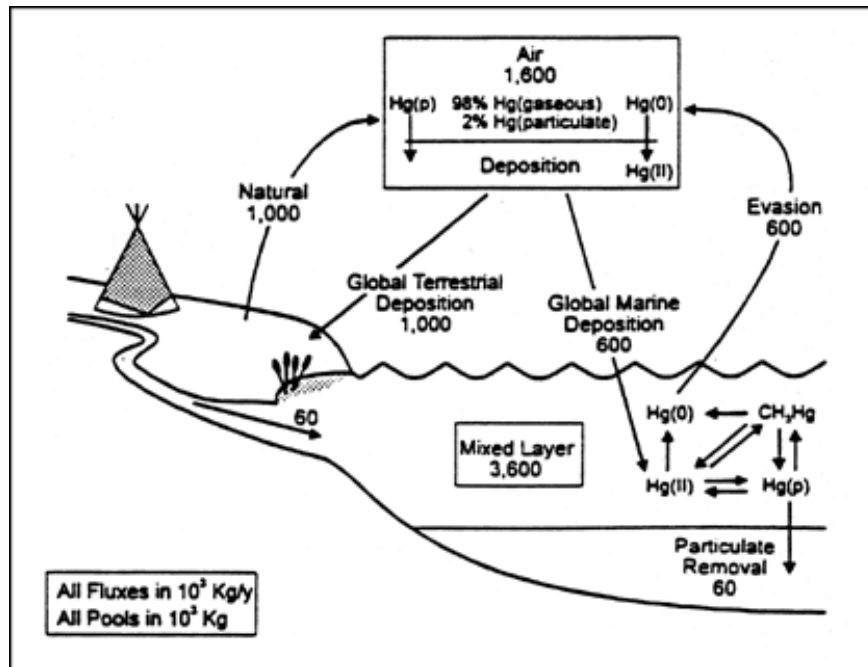 Air
1,600
Hg(p) 98% Hg(gaseous) Hg(0)
2% Hg(particulate)
Deposition Hg(II)
Natural
1,000
Evasion
600
Global Terrestrial
Deposition
1,000
Global Marine
Deposition
600
60
Mixed Layer
3,600
Hg(0) CH₃Hg
Hg(II) Hg(p)
Particulate
Removal
60
All Fluxes in 10³ Kg/y
All Pools in 10³ Kg